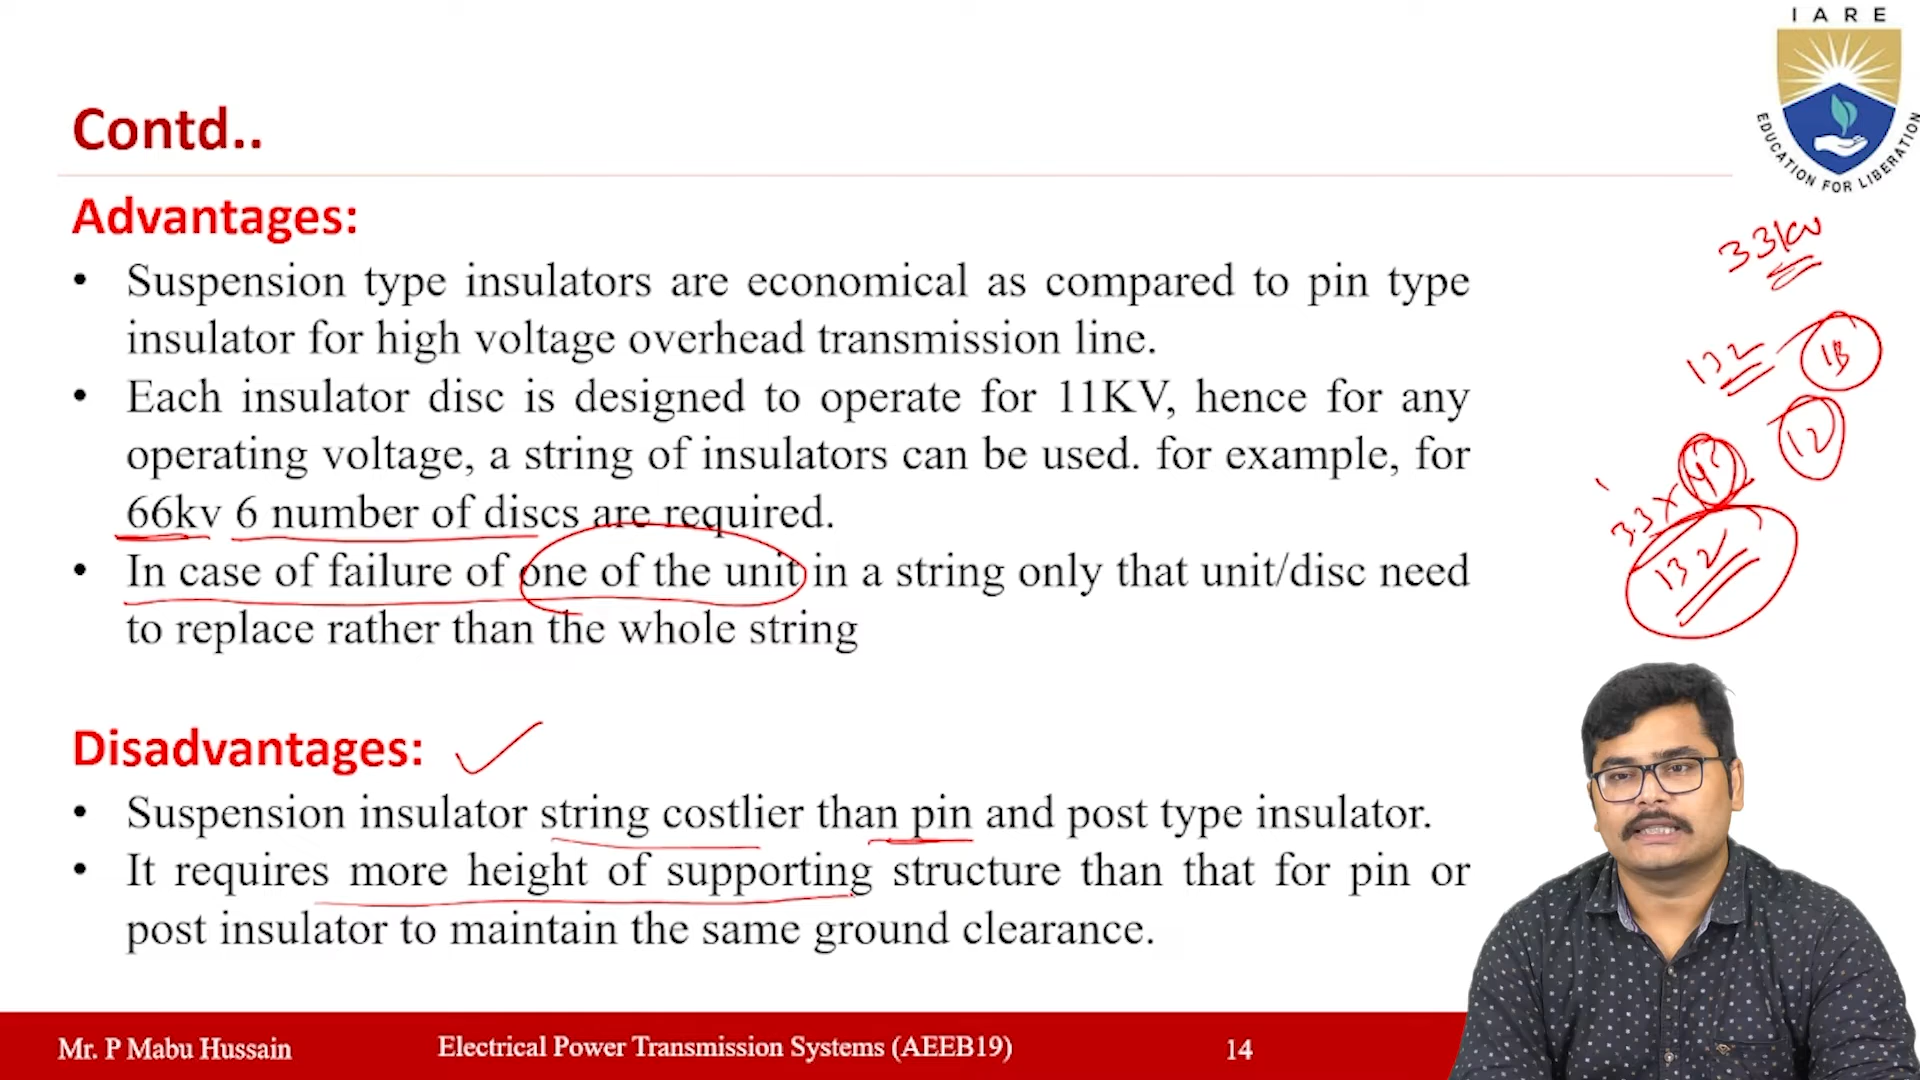 IARE
EDUCATION FOR LIBERATION
Contd..
Advantages:
• Suspension type insulators are economical as compared to pin type
insulator for high voltage overhead transmission line.
• Each insulator disc is designed to operate for 11KV, hence for any
operating voltage, a string of insulators can be used. for example, for
66kv 6 number of discs are required.
• In case of failure of one of the unit in a string only that unit/disc need
to replace rather than the whole string
33kv
132
12
33 x
132
Disadvantages:
• Suspension insulator string costlier than pin and post type insulator.
• It requires more height of supporting structure than that for pin or
post insulator to maintain the same ground clearance.
Mr. P Mabu Hussain
Electrical Power Transmission Systems (AEEB19)
14